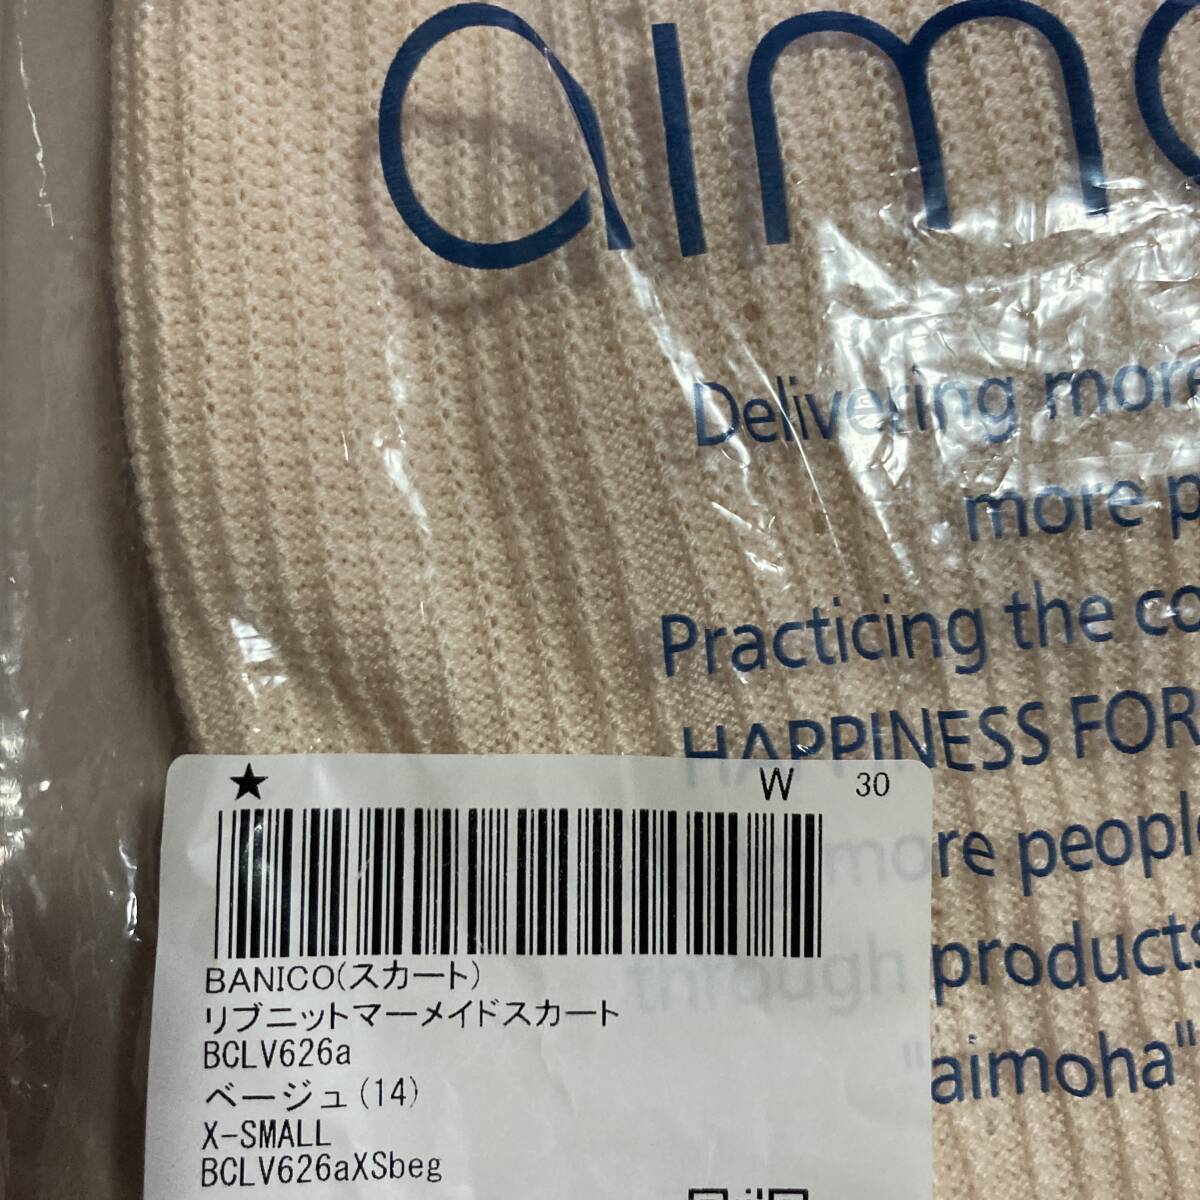 aimo
Delivering more
more p
Practicing the co
HAPPINESS FOR
more people
through products
"aimoha"
★ W 30
BANICO(スカート)
リブニットマーメイドスカート
BCLV626a
ベージュ(14)
X-SMALL
BCLV626aXSbeg